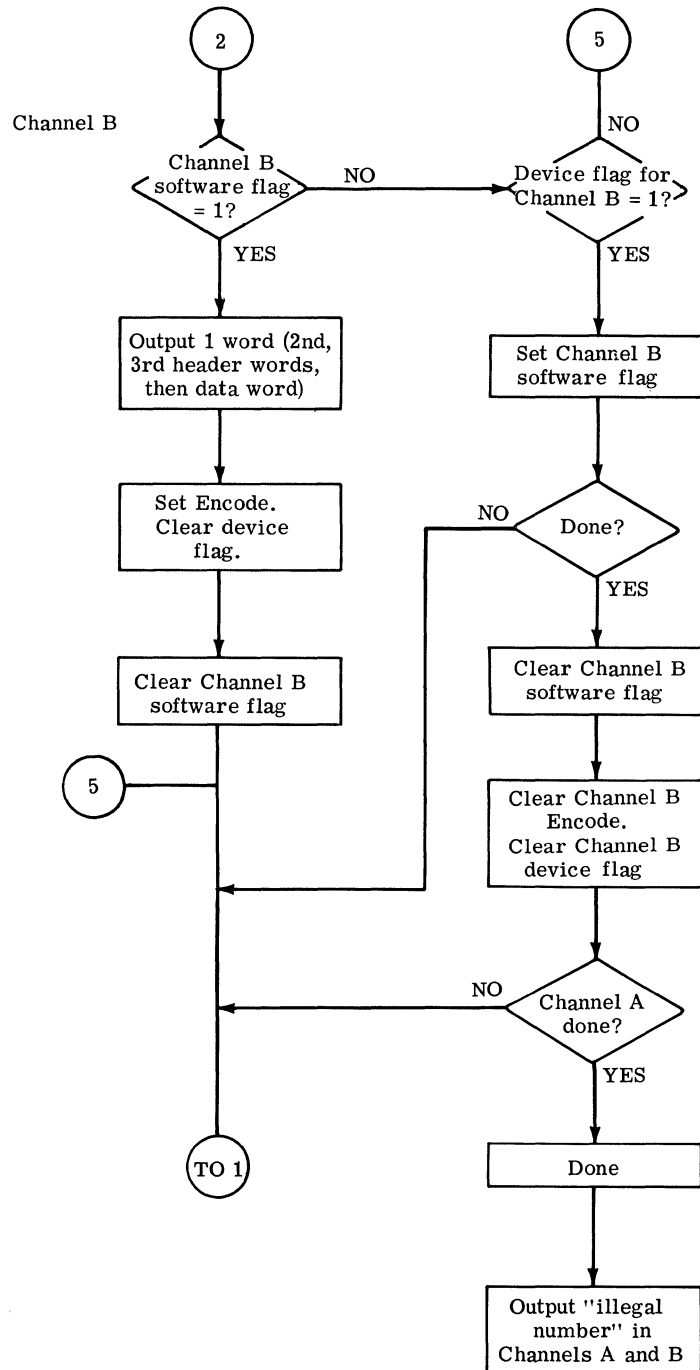 2
5
Channel B
NO
Channel B
software flag
= 1?
NO
Device flag for
Channel B = 1?
YES
YES
Output 1 word (2nd,
3rd header words,
then data word)
Set Channel B
software flag
Set Encode.
Clear device
flag.
NO
Done?
YES
Clear Channel B
software flag
Clear Channel B
software flag
5
Clear Channel B
Encode.
Clear Channel B
device flag
NO
Channel A
done?
YES
TO 1
Done
Output "illegal
number" in
Channels A and B